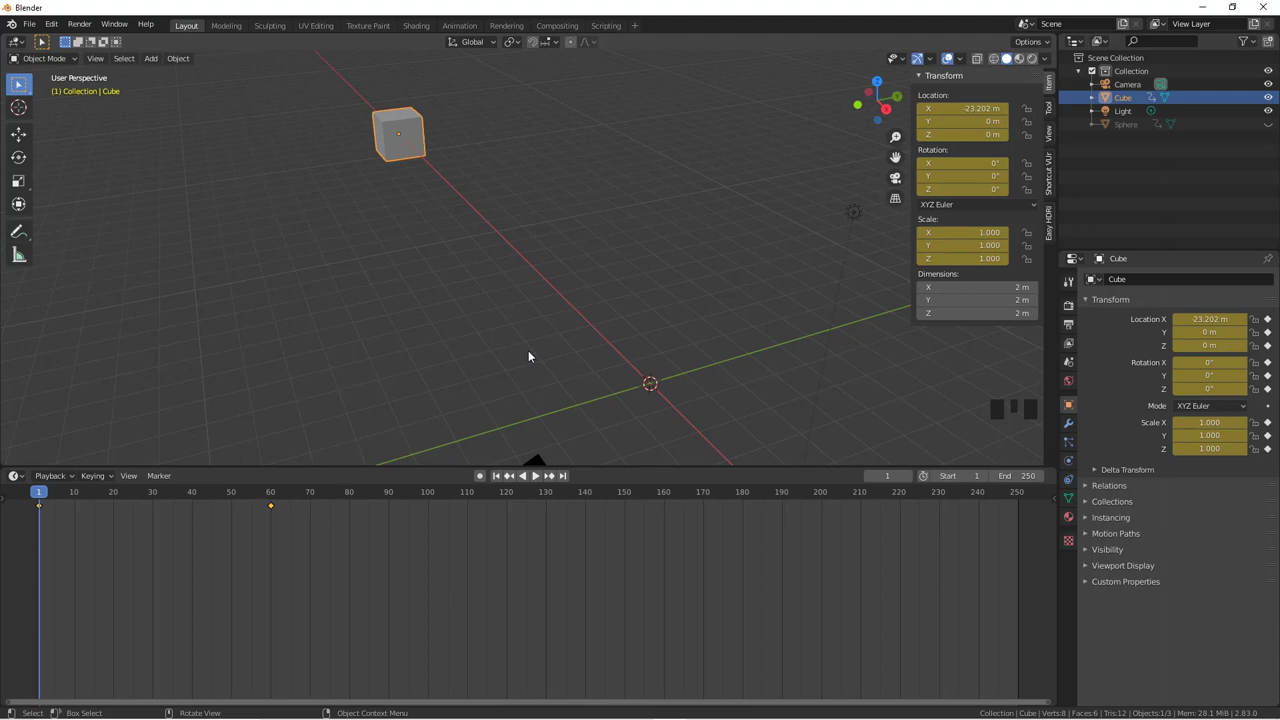 Blender
File Edit Render Window Help Layout Modeling Sculpting UV Editing Texture Paint Shading Animation Rendering Compositing Scripting + Scene View Layer
Global Options
Object Mode View Select Add Object
User Perspective
(1) Collection | Cube
Transform
Location:
X -23.202 m
Y 0 m
Z 0 m
Rotation:
X 0°
Y 0°
Z 0°
XYZ Euler
Scale:
X 1.000
Y 1.000
Z 1.000
Dimensions:
X 2 m
Y 2 m
Z 2 m
Item
Tool
View
Shortcut VUr
Easy HDRI
Z
Y
X
Scene Collection
Collection
Camera
Cube
Light
Sphere
Cube
Cube
Transform
Location X -23.202 m
Y 0 m
Z 0 m
Rotation X 0°
Y 0°
Z 0°
Mode XYZ Euler
Scale X 1.000
Y 1.000
Z 1.000
Delta Transform
Relations
Collections
Instancing
Motion Paths
Visibility
Viewport Display
Custom Properties
Playback Keying View Marker 1 Start 1 End 250
1 10 20 30 40 50 60 70 80 90 100 110 120 130 140 150 160 170 180 190 200 210 220 230 240 250
Select Box Select Rotate View Object Context Menu Collection | Cube | Verts:8 | Faces:6 | Tris:12 | Objects:1/3 | Mem: 28.1 MiB | 2.83.0